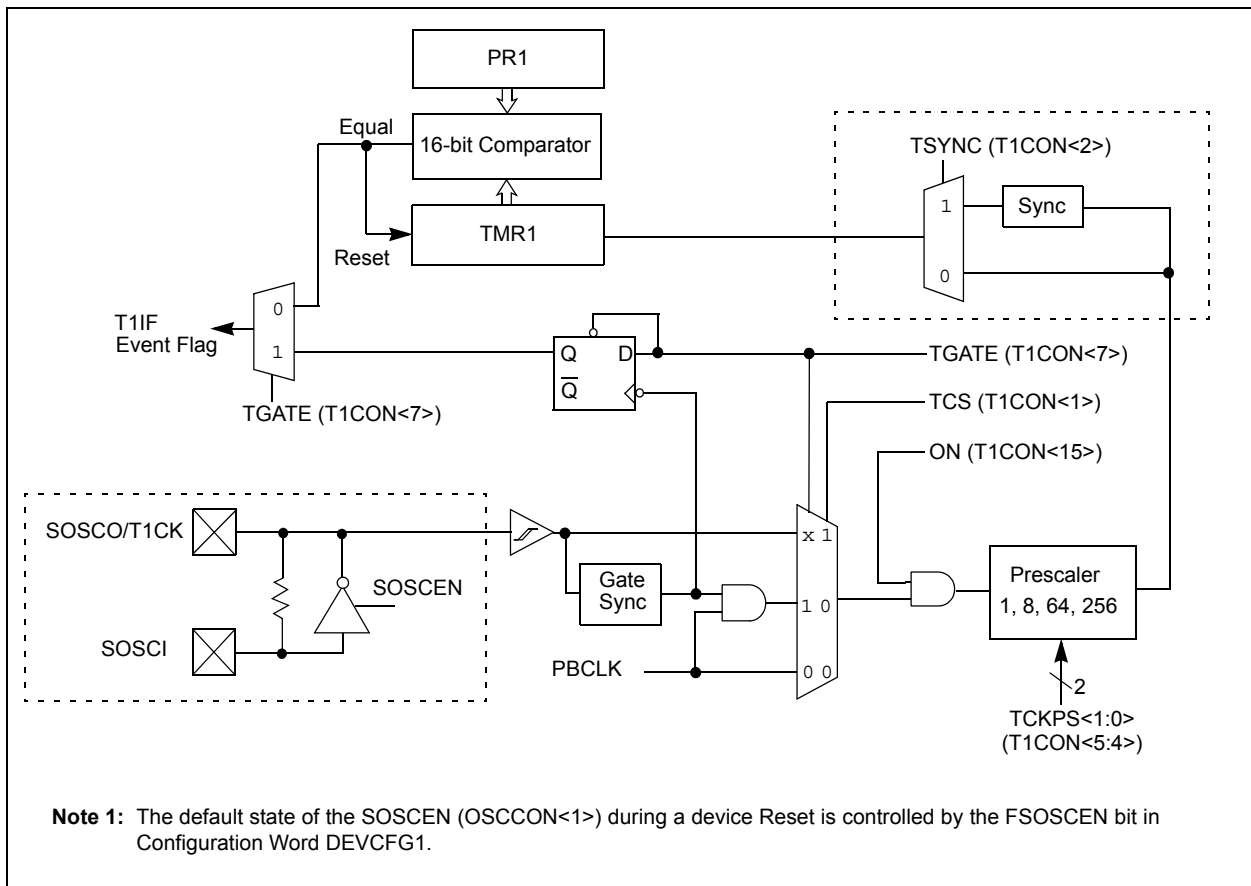 PR1
Equal
16-bit Comparator
TSYNC (T1CON<2>)
1
Sync
TMR1
Reset
0
0
T1IF
Event Flag
1
Q
D
TGATE (T1CON<7>)
Q
TGATE (T1CON<7>)
TCS (T1CON<1>)
ON (T1CON<15>)
SOSCO/T1CK
x 1
SOSCEN
Gate
Sync
1 0
Prescaler
1, 8, 64, 256
SOSCI
PBCLK
0 0
2
TCKPS<1:0>
(T1CON<5:4>)
Note 1: The default state of the SOSCEN (OSCCON<1>) during a device Reset is controlled by the FSOSCEN bit in
Configuration Word DEVCFG1.